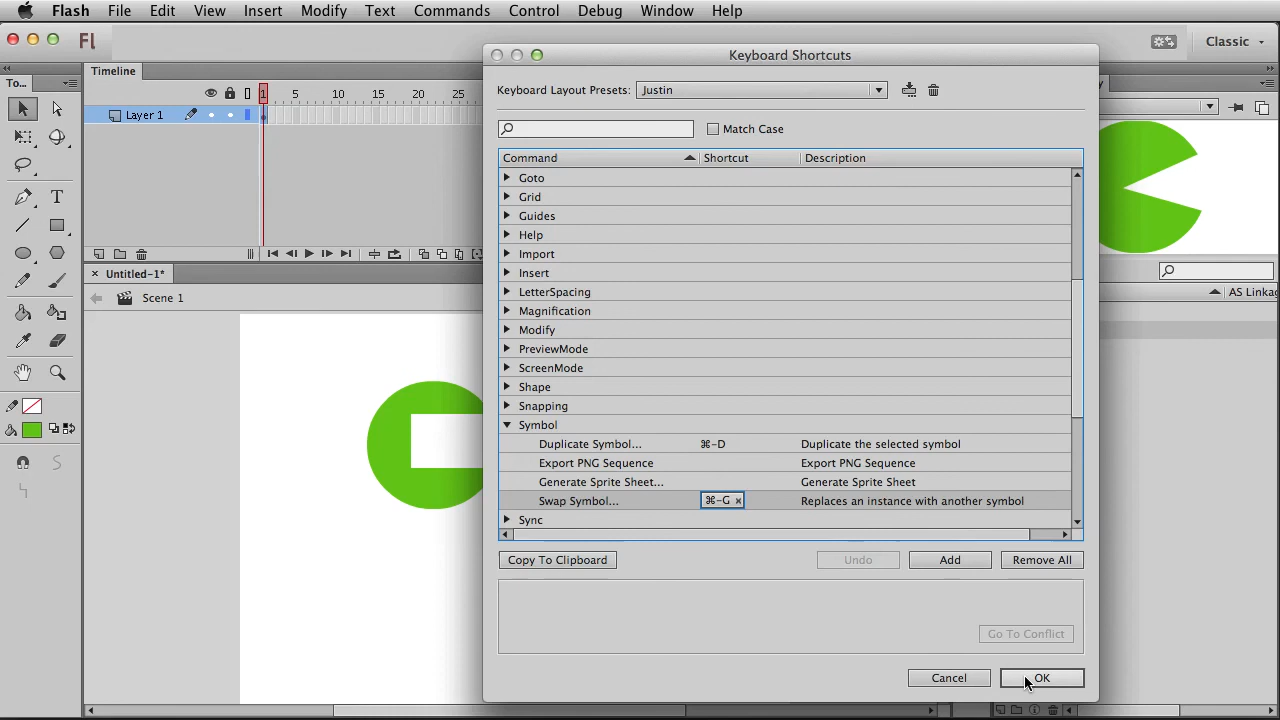 Flash File Edit View Insert Modify Text Commands Control Debug Window Help
Fl
Classic
To...
Timeline
1 5 10 15 20 25
Layer 1
Untitled-1*
Scene 1
Keyboard Shortcuts
Keyboard Layout Presets: Justin
Match Case
Command Shortcut Description
Goto
Grid
Guides
Help
Import
Insert
LetterSpacing
Magnification
Modify
PreviewMode
ScreenMode
Shape
Snapping
Symbol
Duplicate Symbol... ⌘-D Duplicate the selected symbol
Export PNG Sequence Export PNG Sequence
Generate Sprite Sheet... Generate Sprite Sheet
Swap Symbol... ⌘-G Replaces an instance with another symbol
Sync
Copy To Clipboard Undo Add Remove All
Go To Conflict
Cancel OK
AS Linkag